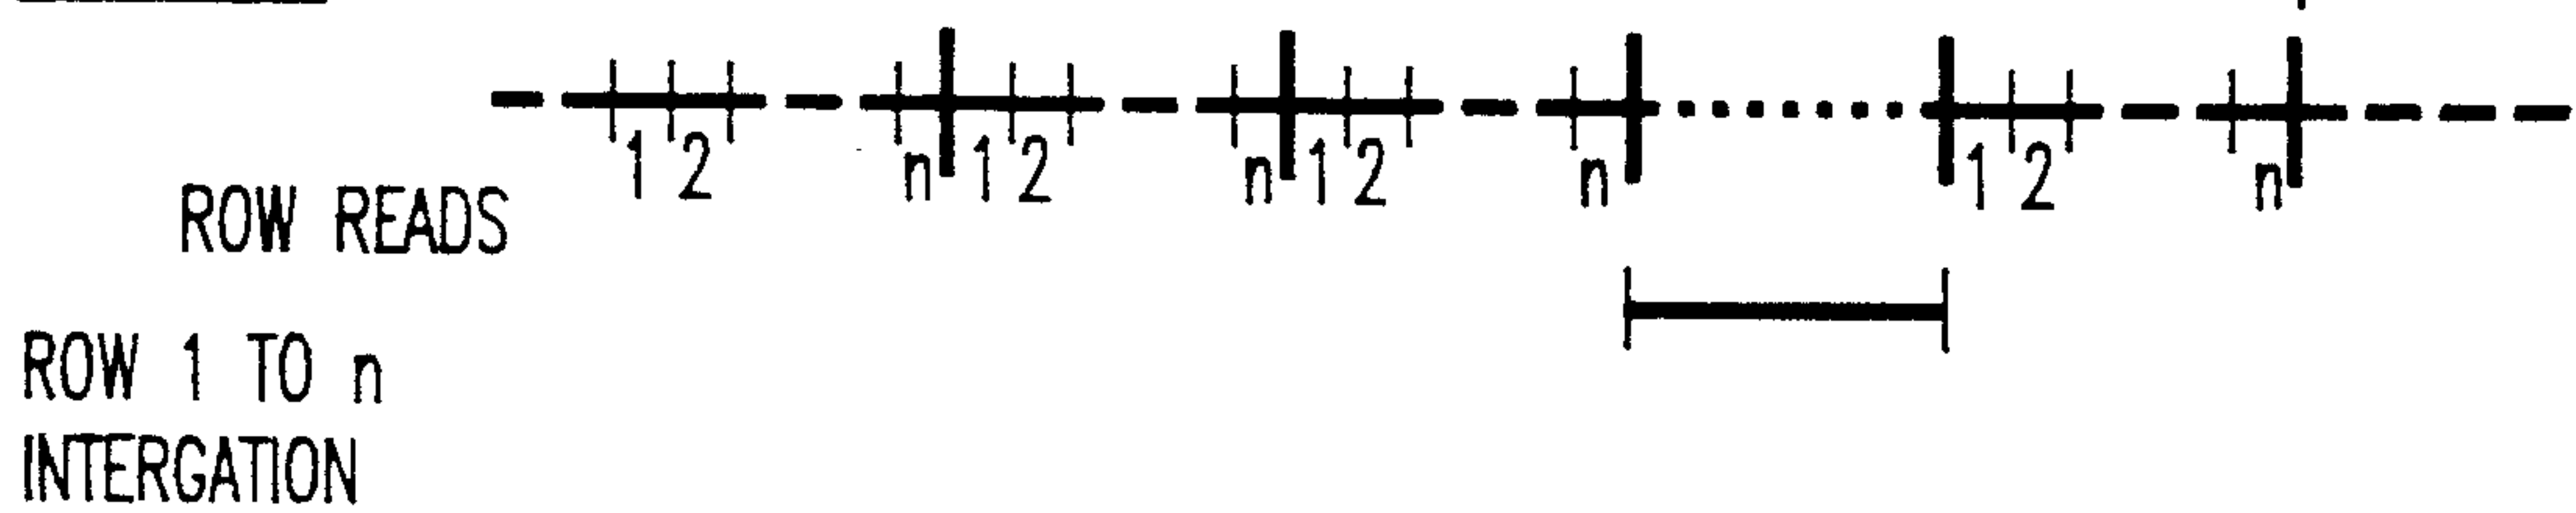 1 2 n 1 2 n 1 2 n 1 2 n
ROW READS
ROW 1 TO n
INTERGATION